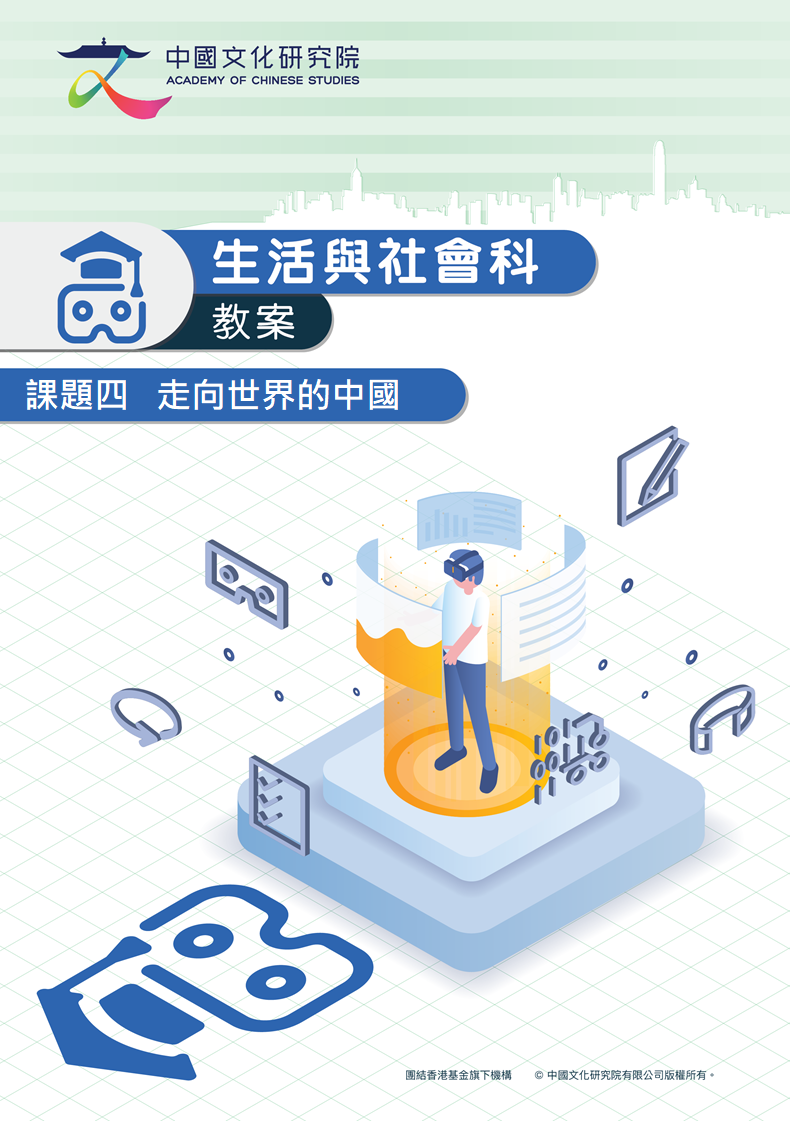 中國文化研究院
ACADEMY OF CHINESE STUDIES
生活與社會科
教案
課題四 走向世界的中國
團結香港基金旗下機構 © 中國文化研究院有限公司版權所有。